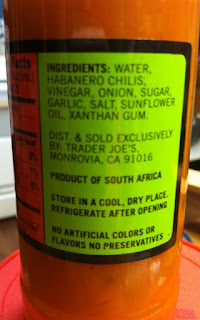 Facts
INGREDIENTS: WATER,
HABANERO CHILIS,
VINEGAR, ONION, SUGAR,
GARLIC, SALT, SUNFLOWER
OIL, XANTHAN GUM.
DIST. & SOLD EXCLUSIVELY
BY: TRADER JOE'S,
MONROVIA, CA 91016
PRODUCT OF SOUTH AFRICA
STORE IN A COOL, DRY PLACE.
REFRIGERATE AFTER OPENING
NO ARTIFICIAL COLORS OR
FLAVORS NO PRESERVATIVES